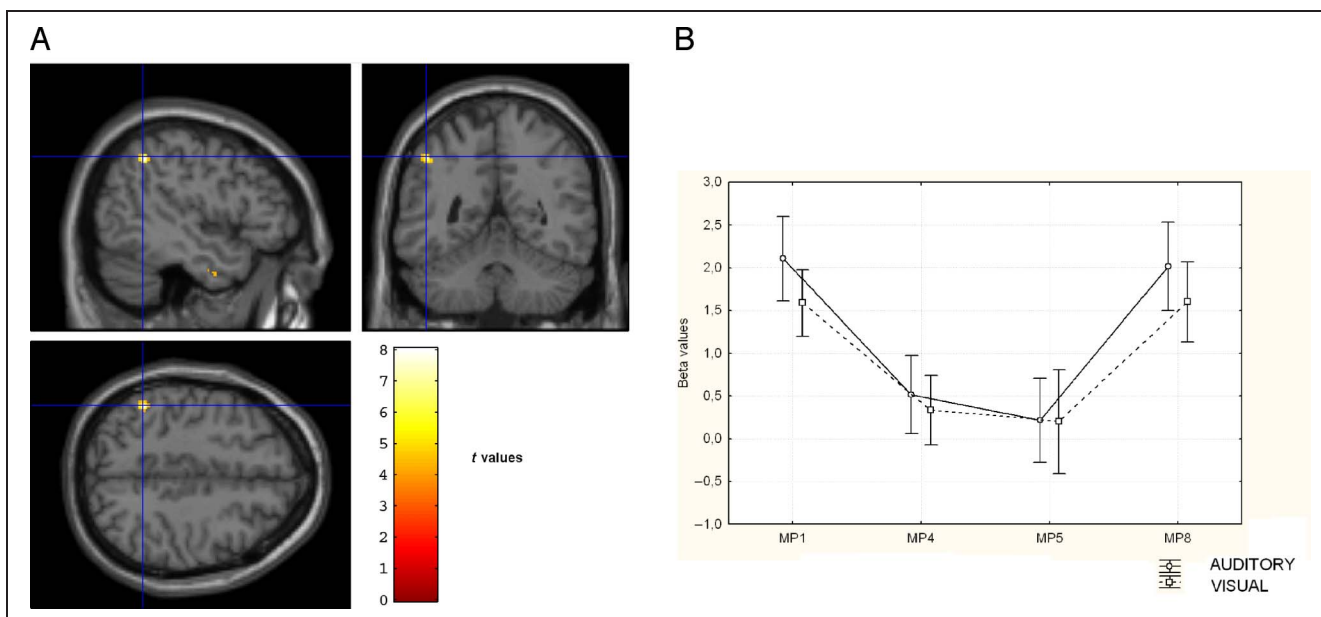 A
B
8
7
6
5
4
3
2
1
0
t values
3,0
2,5
2,0
1,5
1,0
0,5
0,0
–0,5
–1,0
Beta values
MP1 MP4 MP5 MP8
AUDITORY
VISUAL